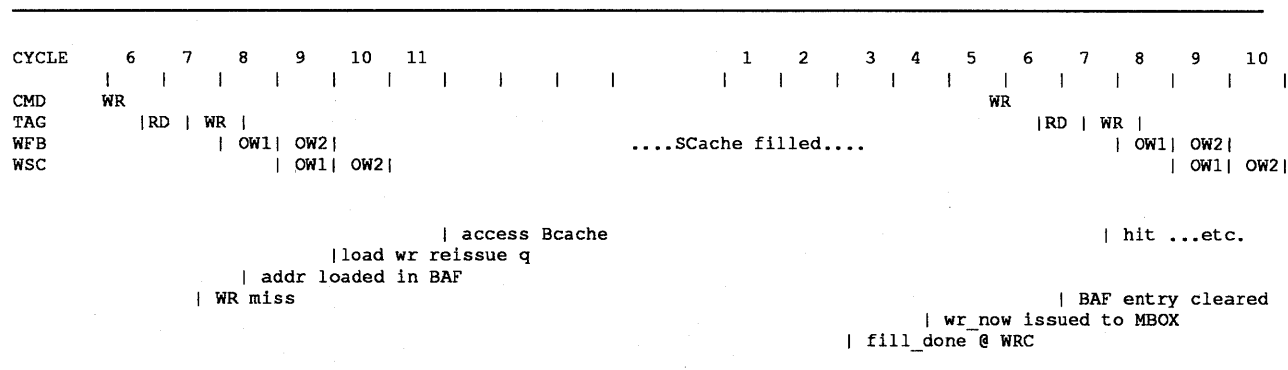 CYCLE 6 7 8 9 10 11 1 2 3 4 5 6 7 8 9 10
| | | | | | | | | | | | | | | | | | | |
CMD WR WR
TAG |RD | WR | |RD | WR |
WFB | OW1| OW2| ....SCache filled.... | OW1| OW2|
WSC | OW1| OW2| | OW1| OW2|
| access Bcache | hit ...etc.
|load wr reissue q
| addr loaded in BAF
| WR miss | BAF entry cleared
| wr_now issued to MBOX
| fill_done @ WRC